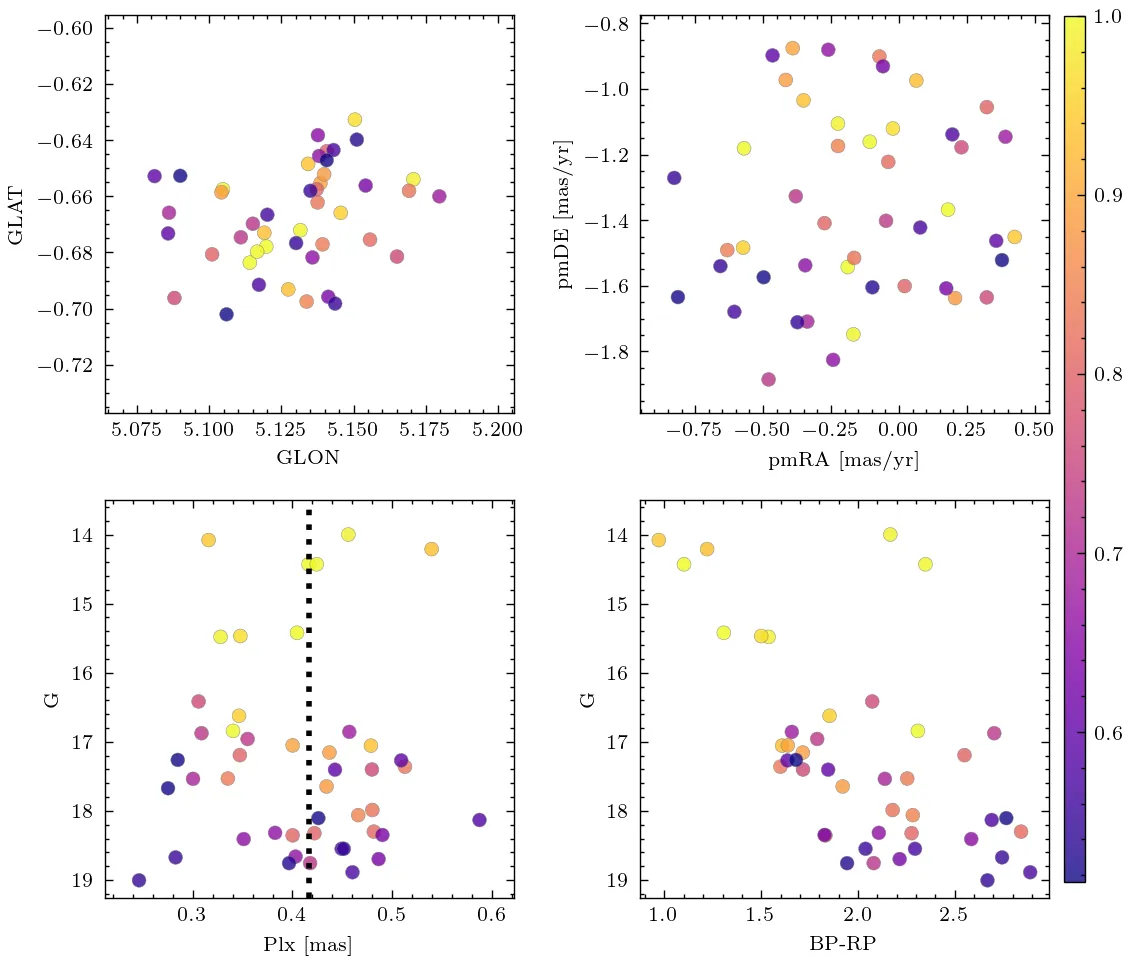 −0.60
−0.62
−0.64
−0.66
−0.68
−0.70
−0.72
GLAT
5.075 5.100 5.125 5.150 5.175 5.200
GLON
−0.8
−1.0
−1.2
−1.4
−1.6
−1.8
pmDE [mas/yr]
−0.75 −0.50 −0.25 0.00 0.25 0.50
pmRA [mas/yr]
1.0
0.9
0.8
0.7
0.6
14
15
16
17
18
19
G
0.3 0.4 0.5 0.6
Plx [mas]
14
15
16
17
18
19
G
1.0 1.5 2.0 2.5
BP-RP